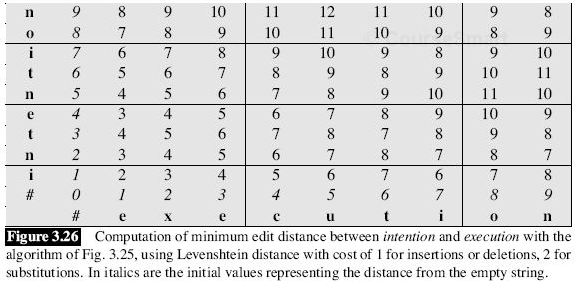 n 9 8 9 10 11 12 11 10 9 8
o 8 7 8 9 10 11 10 9 8 9
i 7 6 7 8 9 10 9 8 9 10
t 6 5 6 7 8 9 8 9 10 11
n 5 4 5 6 7 8 9 10 11 10
e 4 3 4 5 6 7 8 9 10 9
t 3 4 5 6 7 8 7 8 9 8
n 2 3 4 5 6 7 8 7 8 7
i 1 2 3 4 5 6 7 6 7 8
# 0 1 2 3 4 5 6 7 8 9
# e x e c u t i o n
Figure 3.26 Computation of minimum edit distance between intention and execution with the
algorithm of Fig. 3.25, using Levenshtein distance with cost of 1 for insertions or deletions, 2 for
substitutions. In italics are the initial values representing the distance from the empty string.